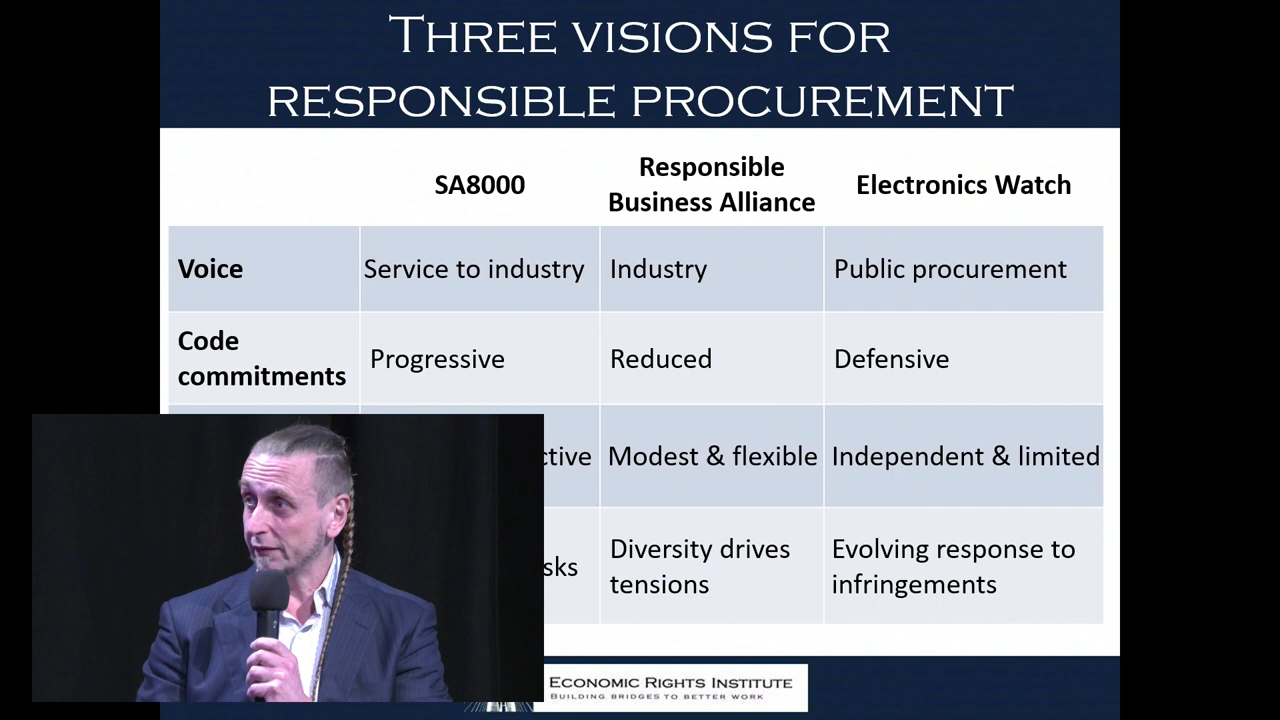 THREE VISIONS FOR
RESPONSIBLE PROCUREMENT
SA8000
Responsible
Business Alliance
Electronics Watch
Voice
Service to industry
Industry
Public procurement
Code
commitments
Progressive
Reduced
Defensive
Modest & flexible
Independent & limited
Diversity drives
tensions
Evolving response to
infringements
ECONOMIC RIGHTS INSTITUTE
BUILDING BRIDGES TO BETTER WORK